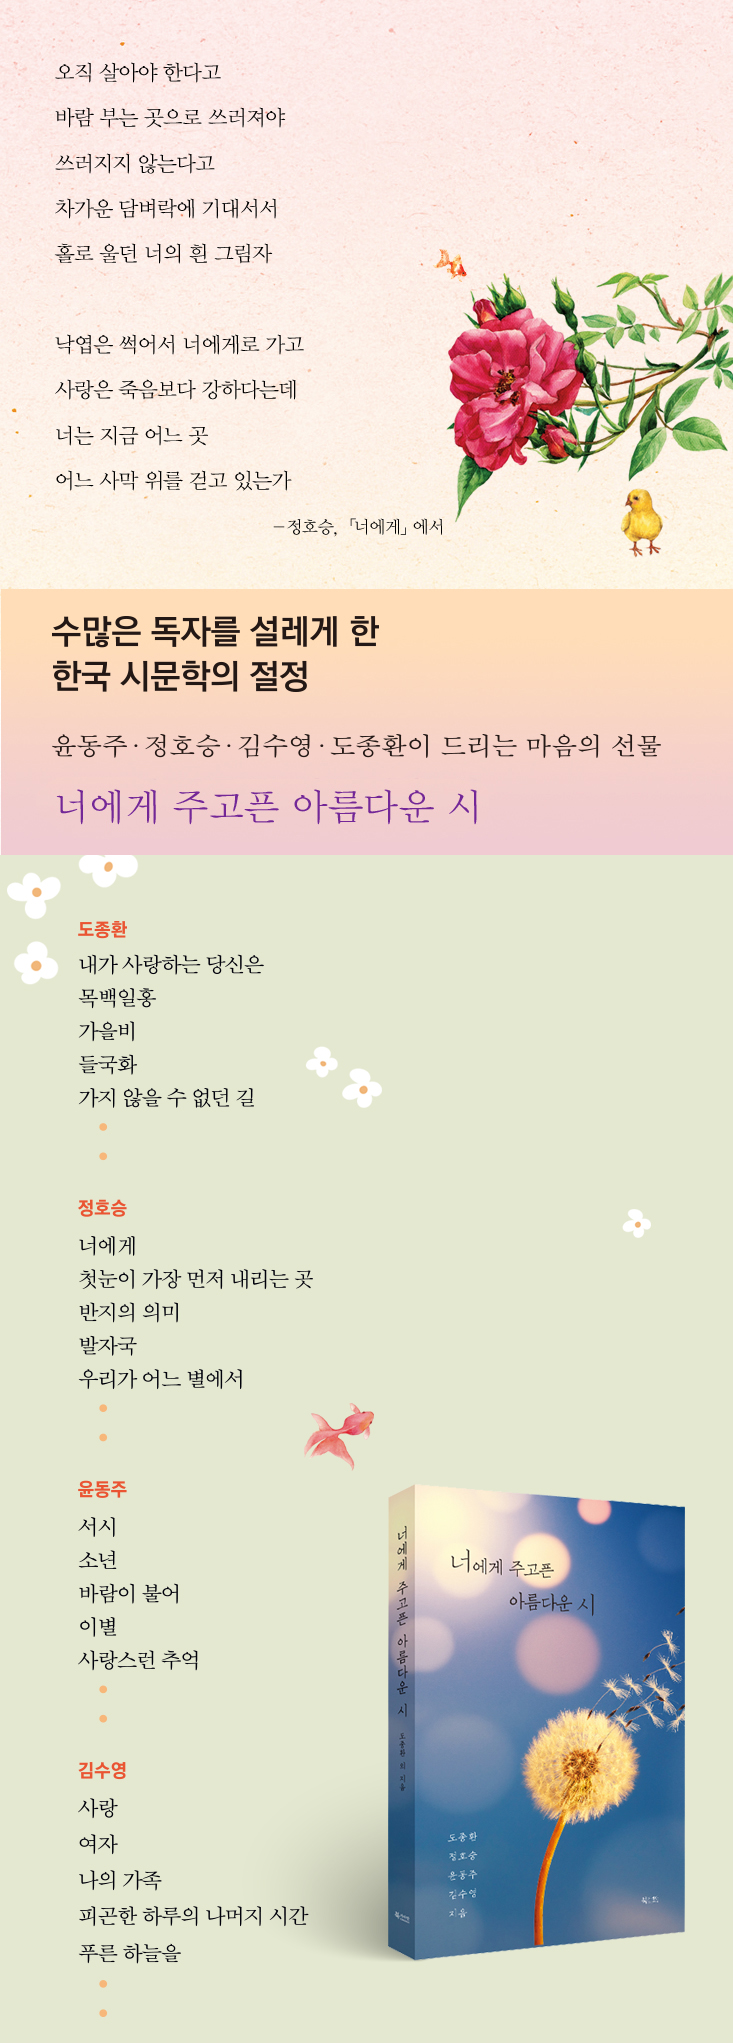 오직 살아야 한다고
바람 부는 곳으로 쓰러져야
쓰러지지 않는다고
차가운 담벼락에 기대서서
홀로 울던 너의 흰 그림자
낙엽은 썩어서 너에게로 가고
사랑은 죽음보다 강하다는데
너는 지금 어느 곳
어느 사막 위를 걷고 있는가
–정호승, 「너에게」에서
수많은 독자를 설레게 한
한국 시문학의 절정
윤동주·정호승·김수영·도종환이 드리는 마음의 선물
너에게 주고픈 아름다운 시
도종환
내가 사랑하는 당신은
목백일홍
가을비
들국화
가지 않을 수 없던 길
정호승
너에게
첫눈이 가장 먼저 내리는 곳
반지의 의미
발자국
우리가 어느 별에서
윤동주
서시
소년
바람이 불어
이별
사랑스런 추억
김수영
사랑
여자
나의 가족
피곤한 하루의 나머지 시간
푸른 하늘을
너에게 주고픈 아름다운 시
도종환 외 지음
너에게 주고픈
아름다운 시
도종환
정호승
윤동주
김수영
지음